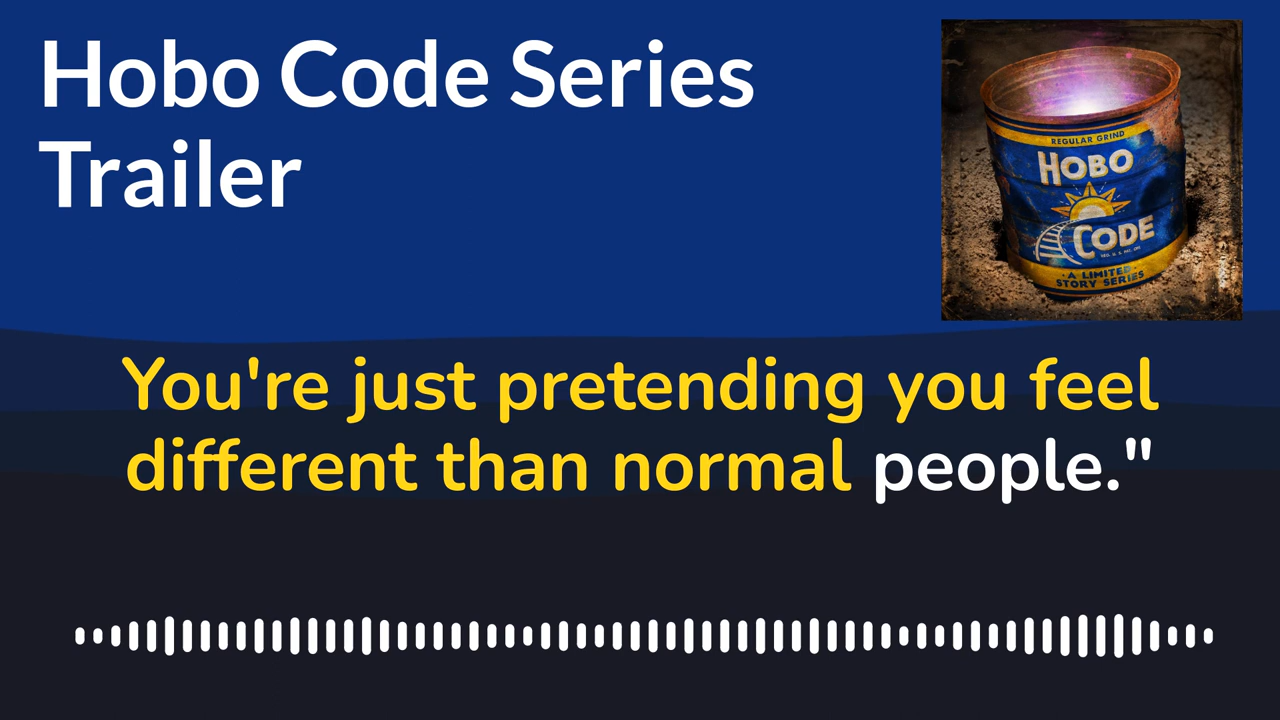 Hobo Code Series
Trailer
REGULAR GRIND
HOBO
CODE
· A LIMITED ·
STORY SERIES
You're just pretending you feel
different than normal people."